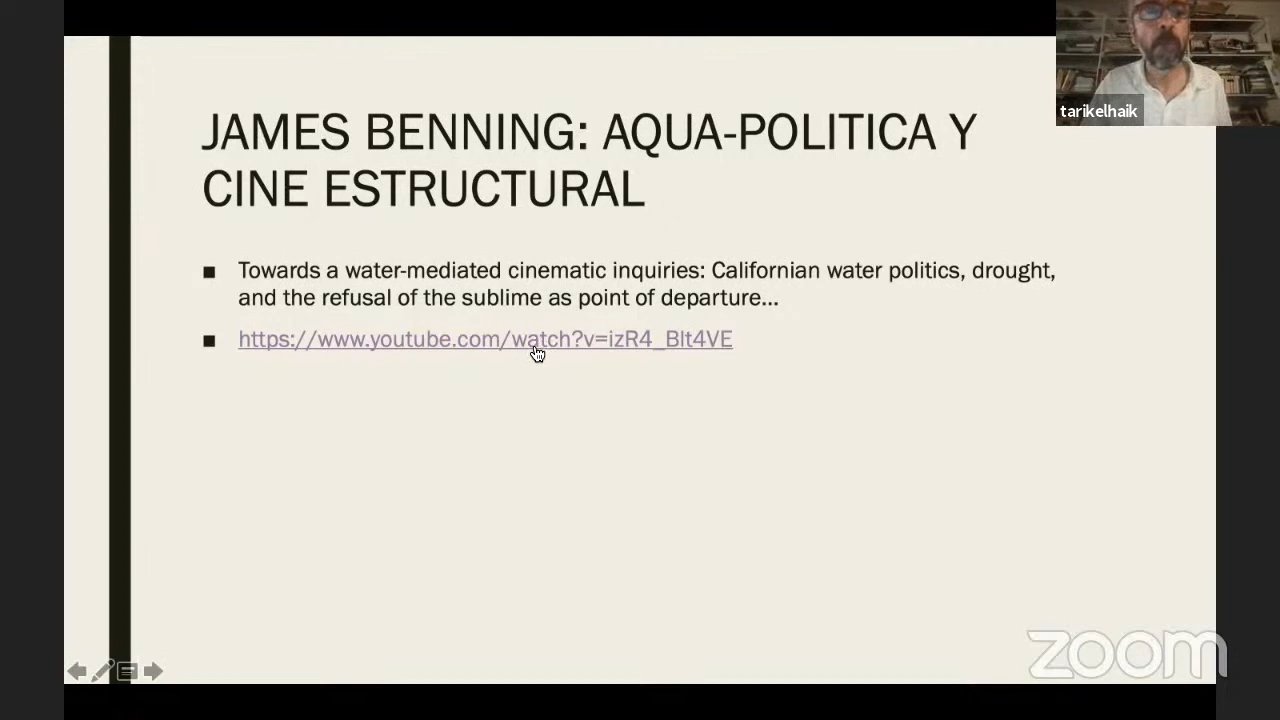 tarikelhaik
JAMES BENNING: AQUA-POLITICA Y
CINE ESTRUCTURAL
■ Towards a water-mediated cinematic inquiries: Californian water politics, drought,
and the refusal of the sublime as point of departure...
■ https://www.youtube.com/watch?v=izR4_Blt4VE
zoom